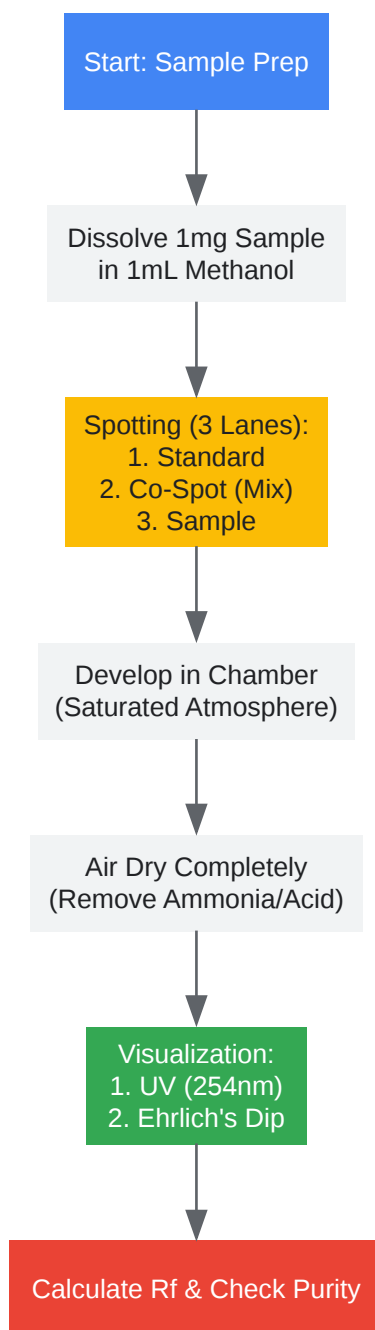 Start: Sample Prep
Dissolve 1mg Sample
in 1mL Methanol
Spotting (3 Lanes):
1. Standard
2. Co-Spot (Mix)
3. Sample
Develop in Chamber
(Saturated Atmosphere)
Air Dry Completely
(Remove Ammonia/Acid)
Visualization:
1. UV (254nm)
2. Ehrlich's Dip
Calculate Rf & Check Purity